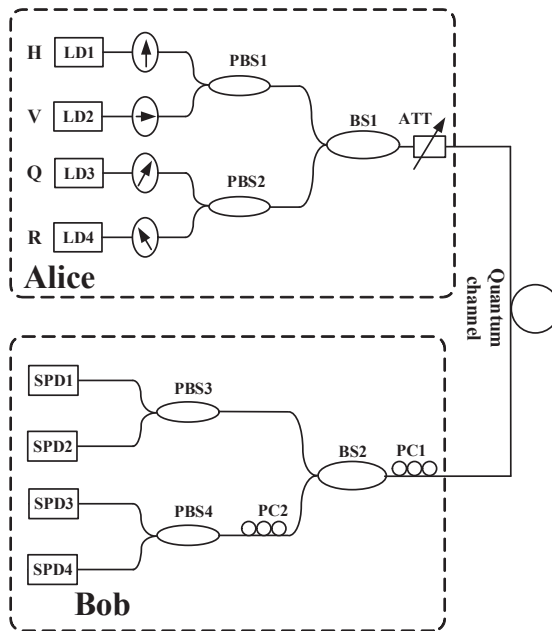 H LD1 PBS1
V LD2 BS1 ATT
Q LD3 PBS2
R LD4
Alice
Quantum
channel
SPD1 PBS3
SPD2 BS2 PC1
SPD3 PBS4 PC2
SPD4
Bob